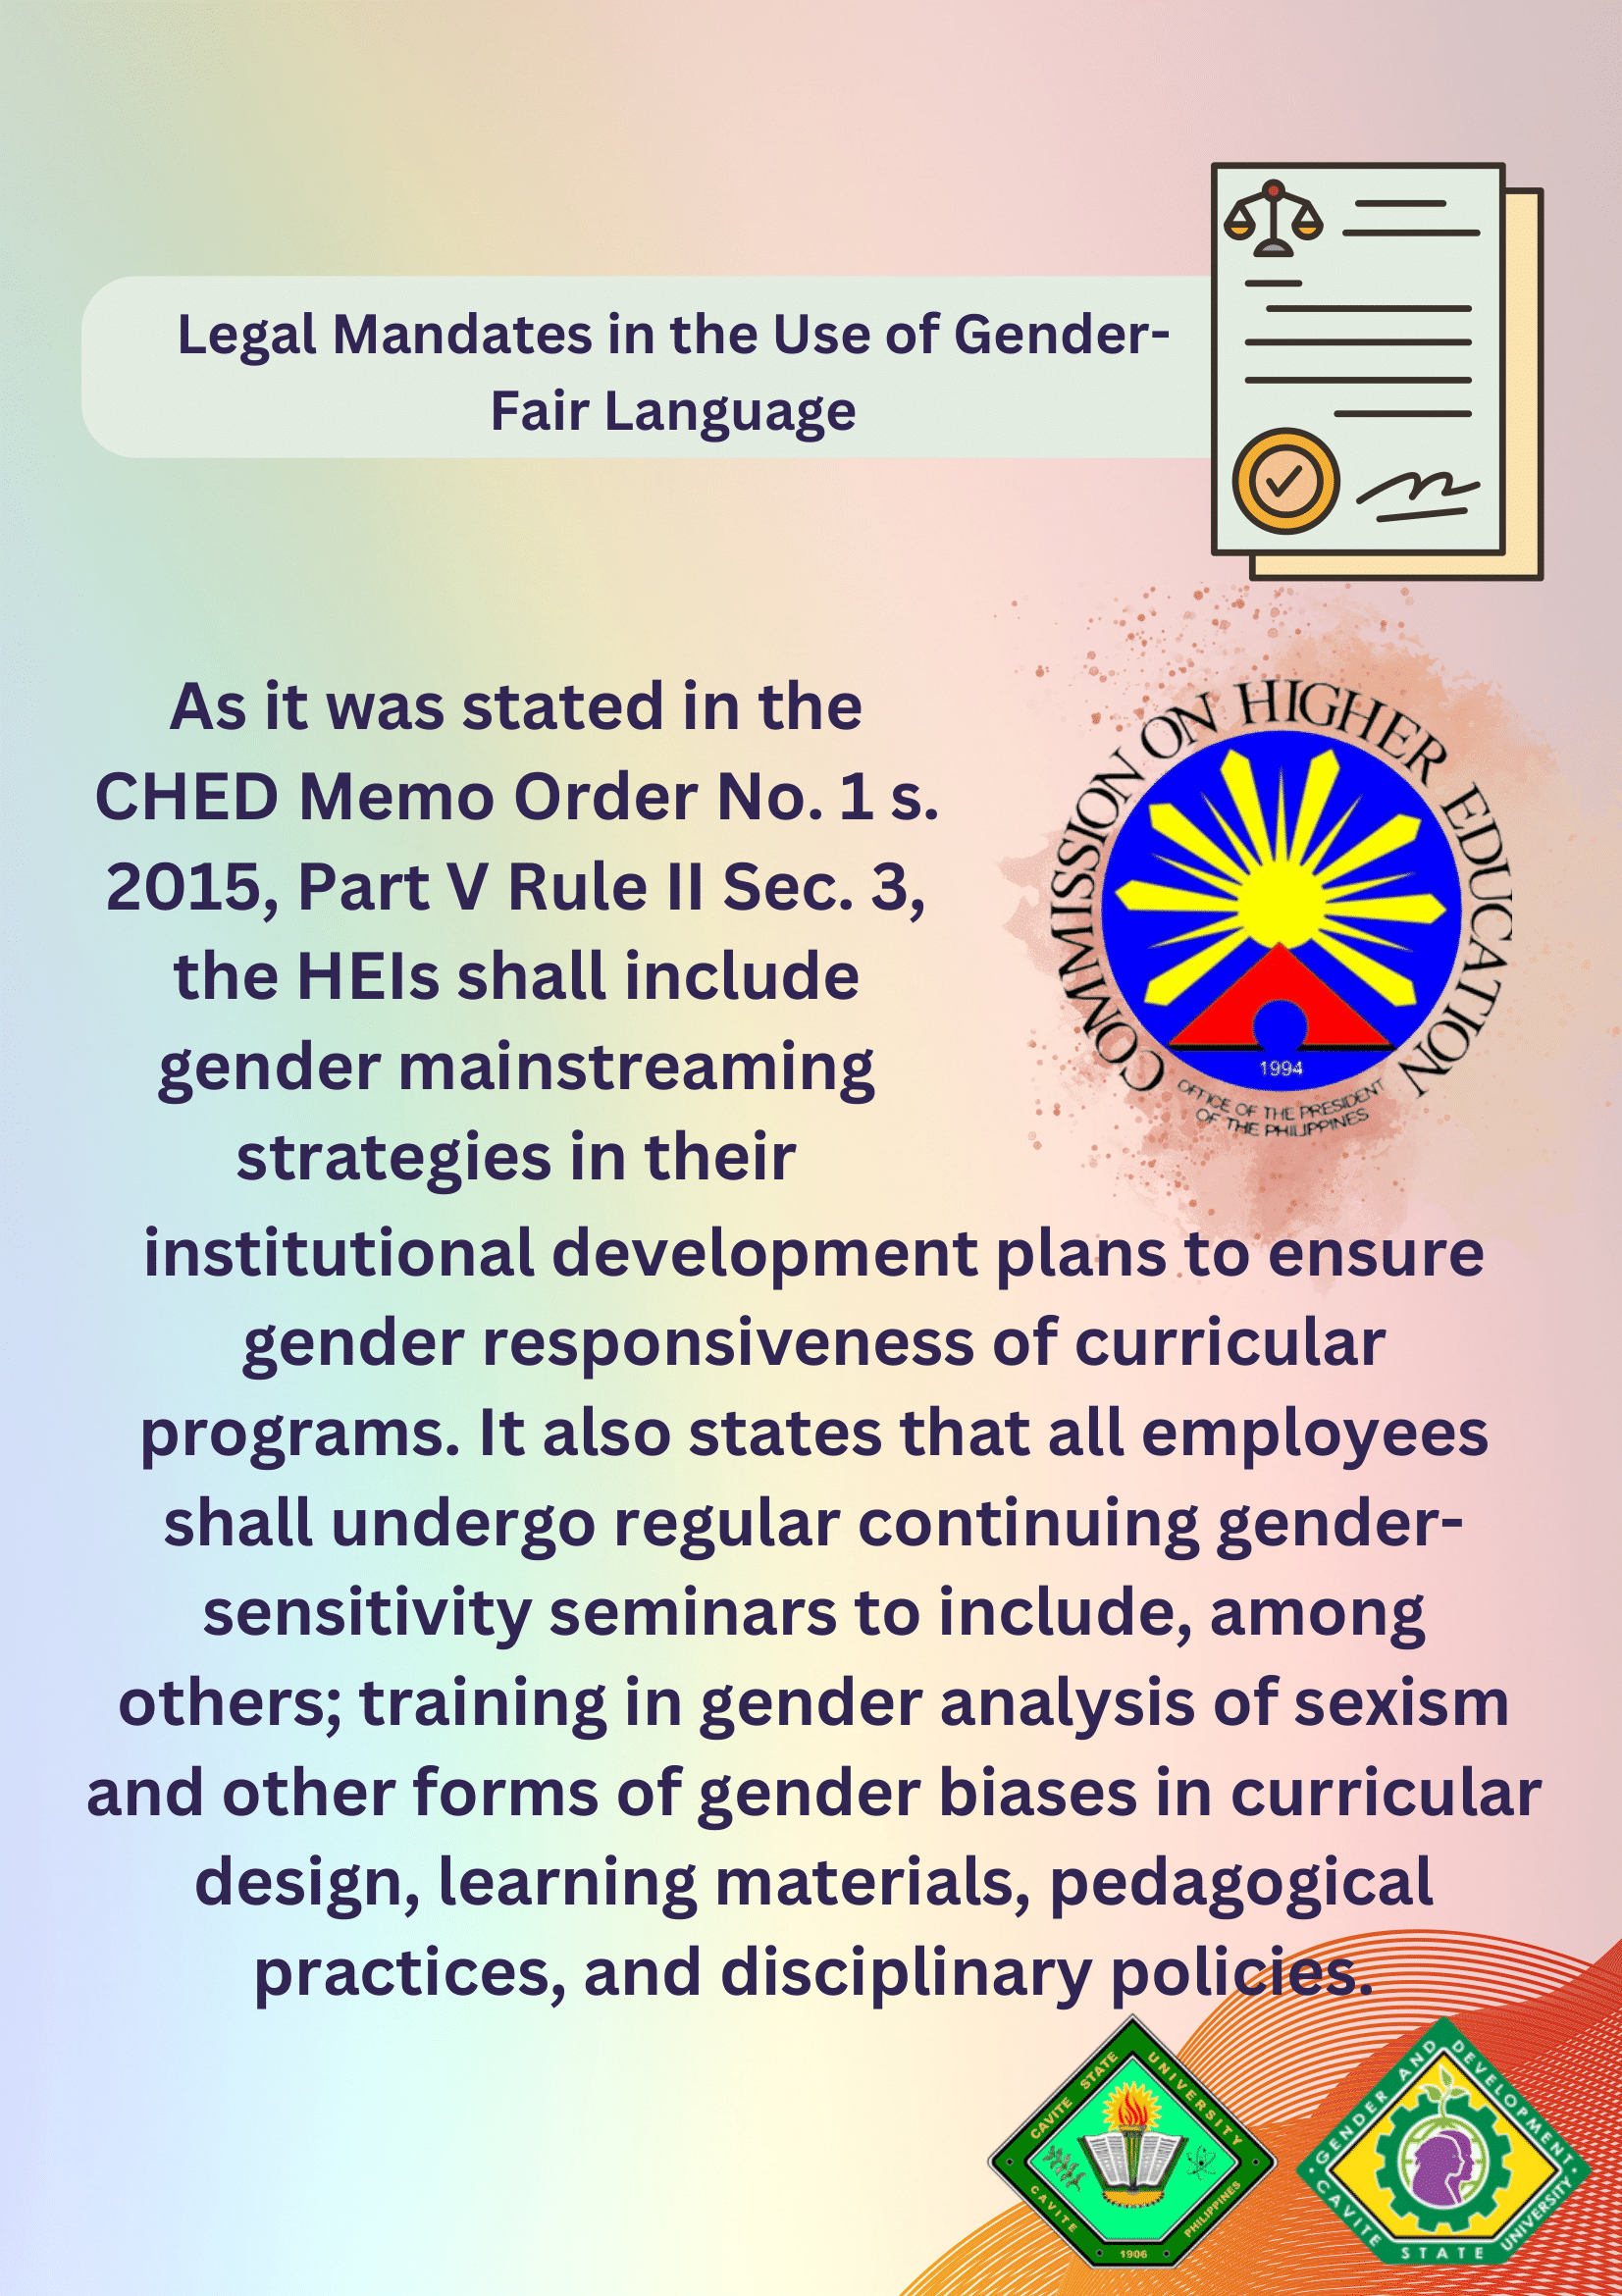 Legal Mandates in the Use of Gender-
Fair Language
As it was stated in the
CHED Memo Order No. 1 s.
2015, Part V Rule II Sec. 3,
the HEIs shall include
gender mainstreaming
strategies in their
COMMISSION ON HIGHER EDUCATION
1994
OFFICE OF THE PRESIDENT
OF THE PHILIPPINES
institutional development plans to ensure
gender responsiveness of curricular
programs. It also states that all employees
shall undergo regular continuing gender-
sensitivity seminars to include, among
others; training in gender analysis of sexism
and other forms of gender biases in curricular
design, learning materials, pedagogical
practices, and disciplinary policies.
CAVITE STATE UNIVERSITY
CAVITE
PHILIPPINES
1906
GENDER AND DEVELOPMENT
CAVITE STATE UNIVERSITY